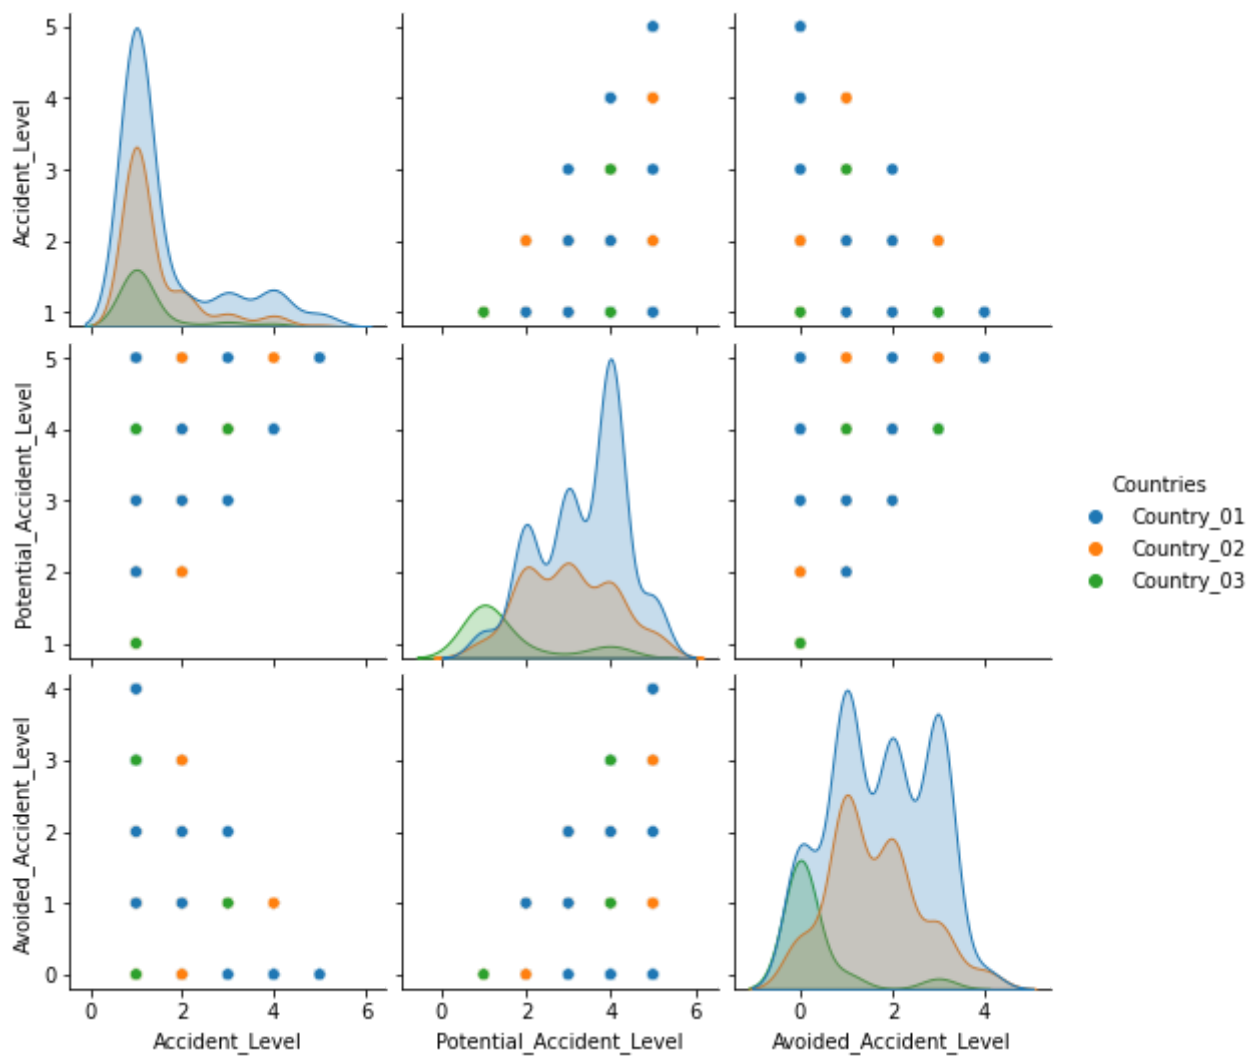 5
4
3
2
1
Accident_Level
5
4
3
2
1
Potential_Accident_Level
4
3
2
1
0
Avoided_Accident_Level
0 2 4 6
Accident_Level
0 2 4 6
Potential_Accident_Level
0 2 4
Avoided_Accident_Level
Countries
Country_01
Country_02
Country_03